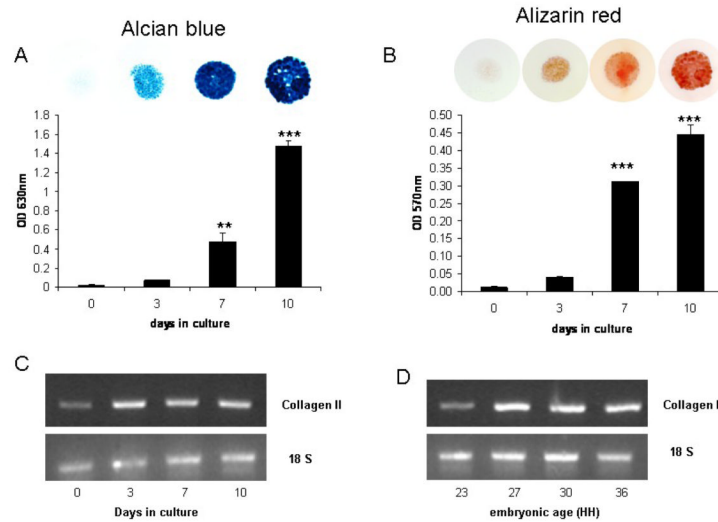 Alcian blue
A
1.8
1.6
1.4
1.2
1
0.8
0.6
0.4
0.2
0
OD 630nm
**
***
0 3 7 10
days in culture
Alizarin red
B
0.50
0.45
0.40
0.35
0.30
0.25
0.20
0.15
0.10
0.05
0.00
OD 570nm
***
***
0 3 7 10
days in culture
C
Collagen II
18 S
0 3 7 10
Days in culture
D
Collagen I
18 S
23 27 30 36
embryonic age (HH)